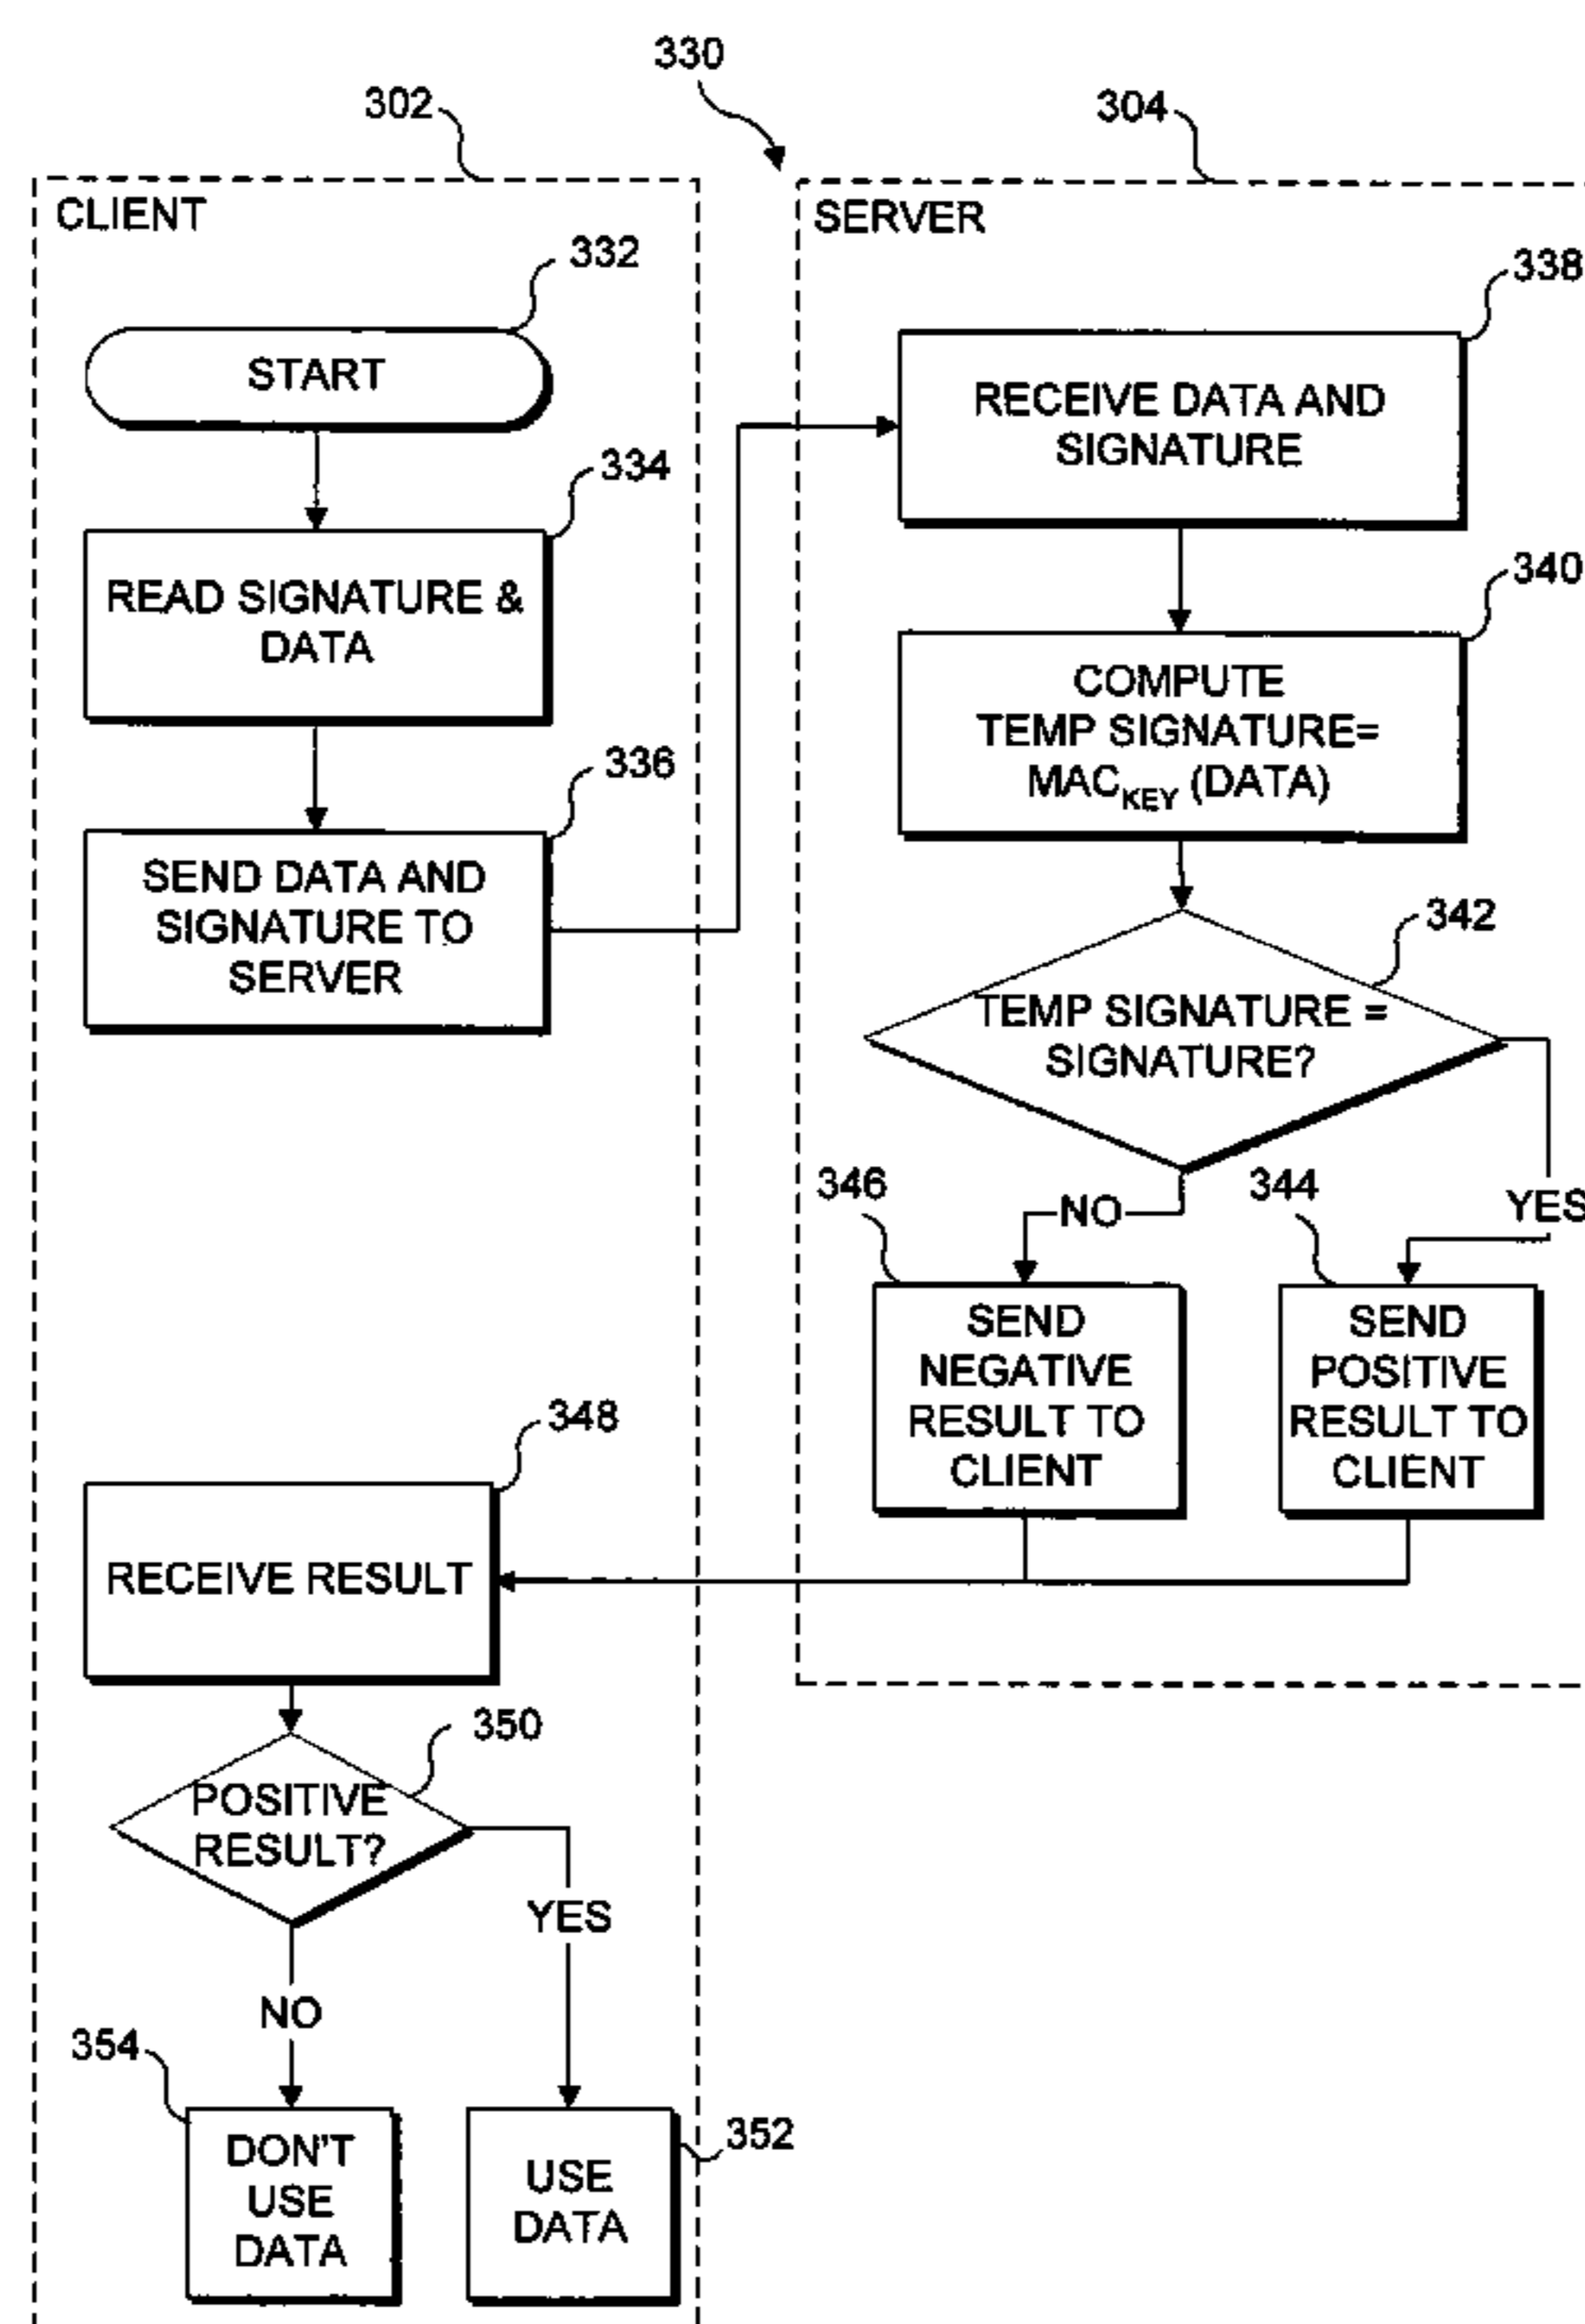 330
302
304
CLIENT
SERVER
332
338
START
RECEIVE DATA AND
SIGNATURE
334
READ SIGNATURE &
DATA
340
COMPUTE
TEMP SIGNATURE=
MACKEY (DATA)
336
SEND DATA AND
SIGNATURE TO
SERVER
342
TEMP SIGNATURE =
SIGNATURE?
346
NO
344
YES
SEND
NEGATIVE
RESULT TO
CLIENT
SEND
POSITIVE
RESULT TO
CLIENT
348
RECEIVE RESULT
350
POSITIVE
RESULT?
YES
NO
354
DON'T
USE
DATA
352
USE
DATA